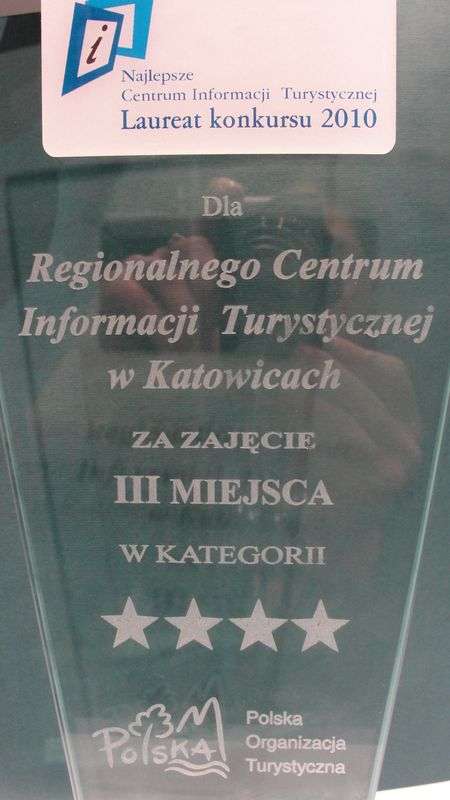 i
Najlepsze
Centrum Informacji Turystycznej
Laureat konkursu 2010
Dla
Regionalnego Centrum
Informacji Turystycznej
w Katowicach
ZA ZAJĘCIE
III MIEJSCA
W KATEGORII
POLSKA
Polska
Organizacja
Turystyczna